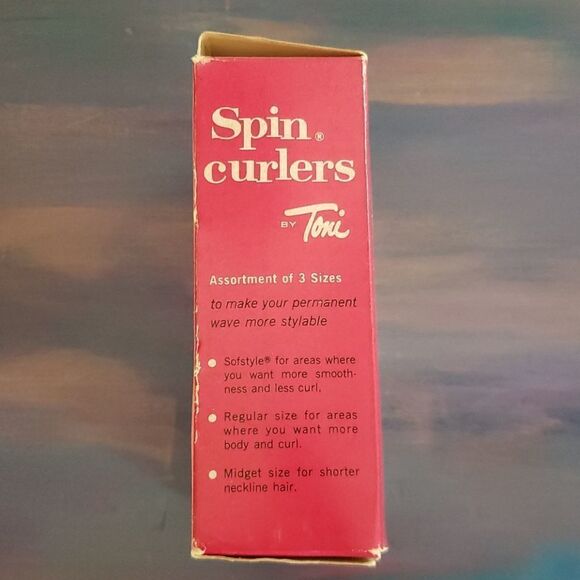 Spin®
curlers
BY Toni
Assortment of 3 Sizes
to make your permanent
wave more stylable
● Sofstyle® for areas where
you want more smooth-
ness and less curl,
● Regular size for areas
where you want more
body and curl.
● Midget size for shorter
neckline hair.